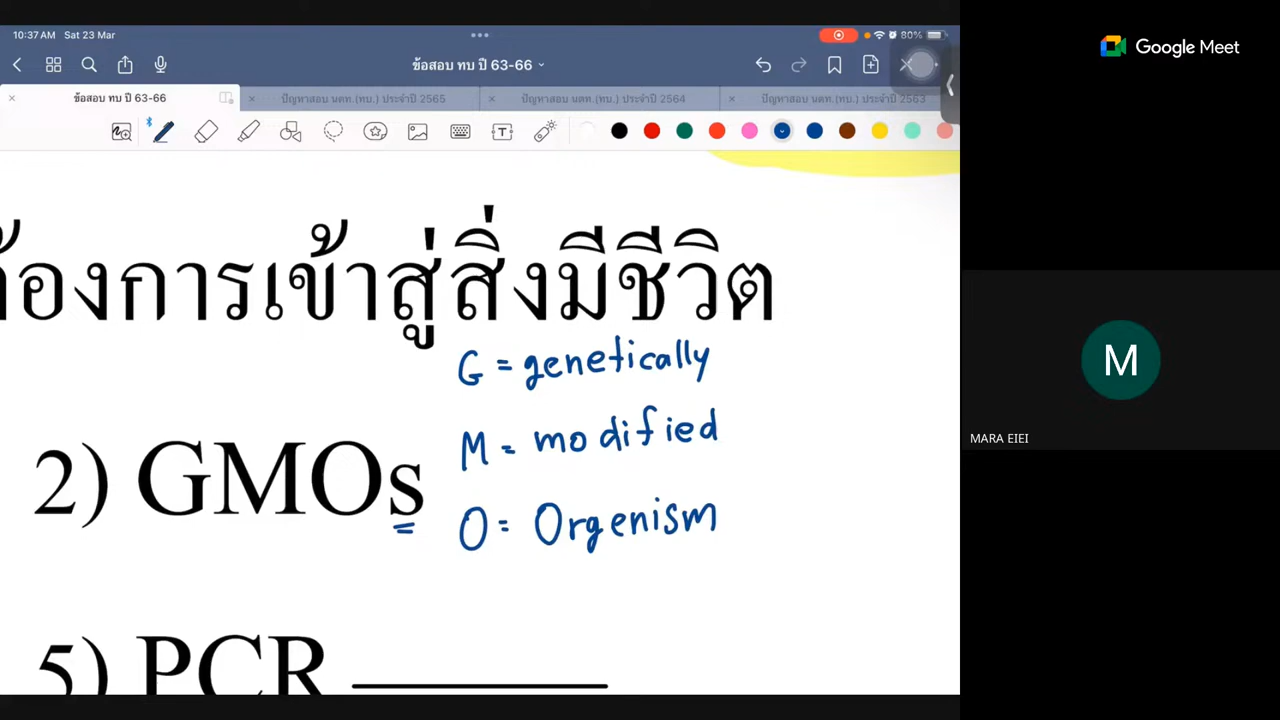 10:37 AM Sat 23 Mar
80%
Google Meet
ข้อสอบ ทบ ปี 63-66
ข้อสอบ ทบ ปี 63-66
ปัญหาสอบ นตท.(ทบ.) ประจำปี 2565
ปัญหาสอบ นตท.(ทบ.) ประจำปี 2564
ปัญหาสอบ นตท.(ทบ.) ประจำปี 2563
ต้องการเข้าสู่สิ่งมีชีวิต
G = genetically
M = modified
2) GMOs
O = Orgenism
5) PCR
M
MARA EIEI